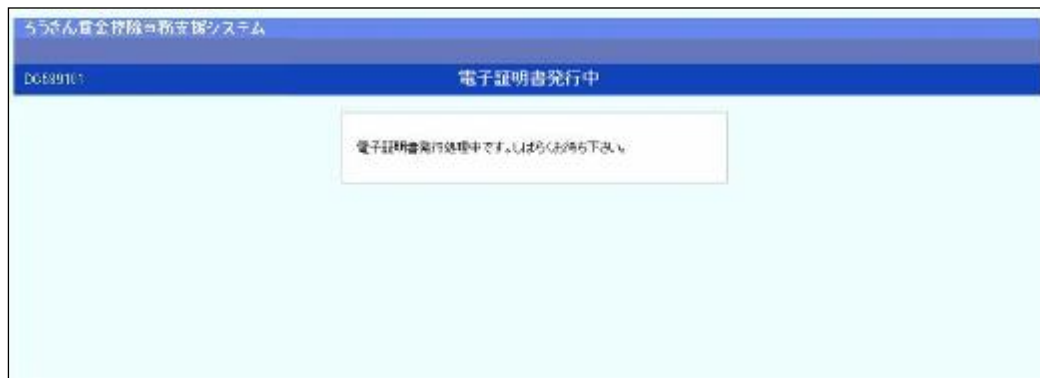 ろうきん賃金控除事務支援システム
電子証明書発行中
電子証明書発行処理中です。しばらくお待ち下さい。